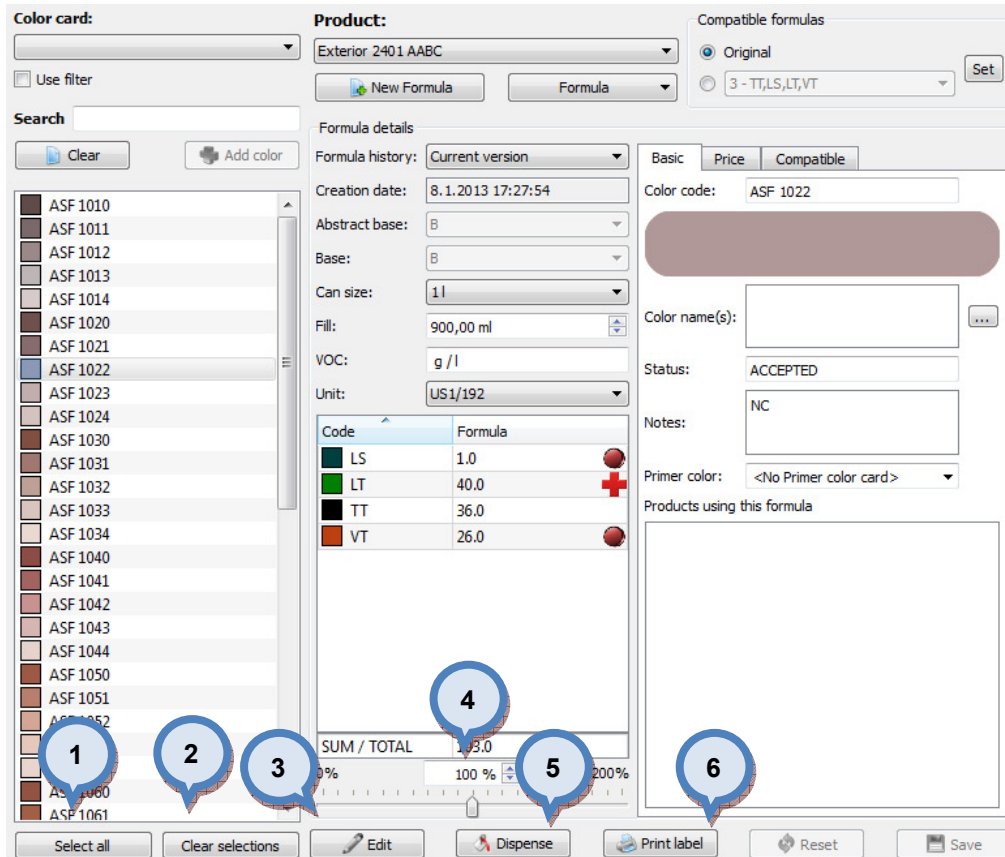 Color card:
Use filter
Search
Clear
Add color
ASF 1010
ASF 1011
ASF 1012
ASF 1013
ASF 1014
ASF 1020
ASF 1021
ASF 1022
ASF 1023
ASF 1024
ASF 1030
ASF 1031
ASF 1032
ASF 1033
ASF 1034
ASF 1040
ASF 1041
ASF 1042
ASF 1043
ASF 1044
ASF 1050
ASF 1051
ASF 1061
1
2
Select all
Clear selections
Product:
Exterior 2401 AABC
New Formula
Formula
Compatible formulas
Original
3 - TT,LS,LT,VT
Set
Formula details
Formula history: Current version
Creation date: 8.1.2013 17:27:54
Abstract base: B
Base: B
Can size: 1 l
Fill: 900,00 ml
VOC: g / l
Unit: US1/192
Code Formula
LS 1.0
LT 40.0
TT 36.0
VT 26.0
4
SUM / TOTAL
3
100 %
5
200%
Edit
Dispense
Print label
Basic Price Compatible
Color code: ASF 1022
Color name(s):
...
Status: ACCEPTED
Notes: NC
Primer color: <No Primer color card>
Products using this formula
6
Reset
Save